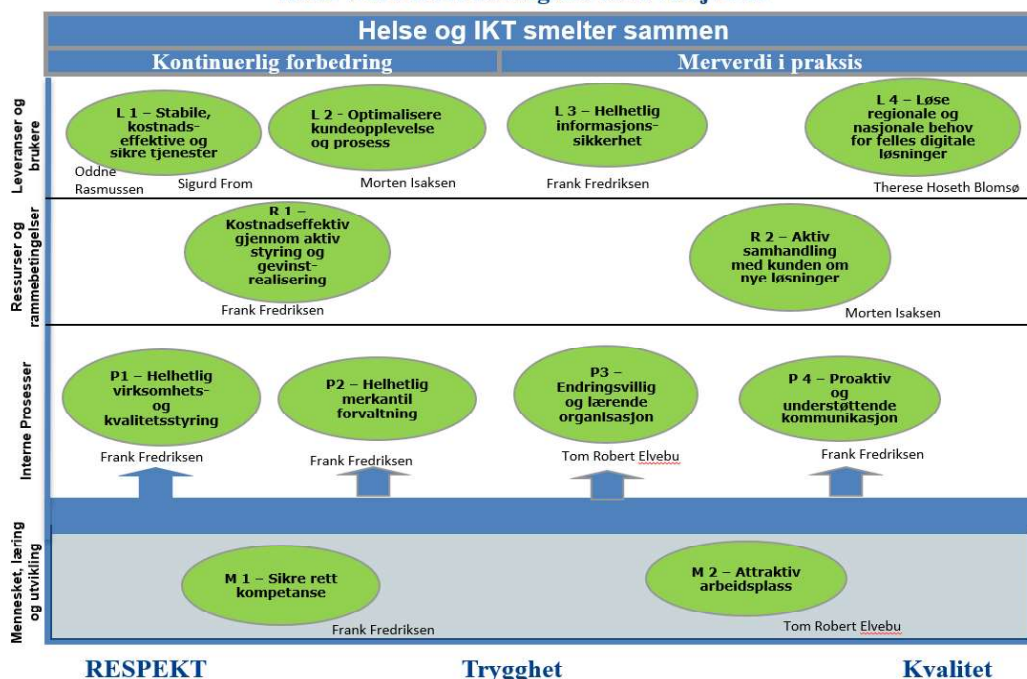 Helse og IKT smelter sammen
Kontinuerlig forbedring
Merverdi i praksis
Leveranser og
brukere
L 1 – Stabile,
kostnads-
effektive og
sikre tjenester
Oddne
Rasmussen
Sigurd From
L 2 - Optimalisere
kundeopplevelse
og prosess
Morten Isaksen
L 3 – Helhetlig
informasjons-
sikkerhet
Frank Fredriksen
L 4 – Løse
regionale og
nasjonale behov
for felles digitale
løsninger
Therese Hoseth Blomsø
Ressurser og
rammebetingelser
R 1 –
Kostnadseffektiv
gjennom aktiv
styring og
gevinst-
realisering
Frank Fredriksen
R 2 – Aktiv
samhandling
med kunden om
nye løsninger
Morten Isaksen
Interne Prosesser
P1 – Helhetlig
virksomhets-
og
kvalitetsstyring
Frank Fredriksen
P2 – Helhetlig
merkantil
forvaltning
Frank Fredriksen
P3 –
Endringsvillig
og lærende
organisasjon
Tom Robert Elvebu
P 4 – Proaktiv
og
understøttende
kommunikasjon
Frank Fredriksen
Mennesket, læring
og utvikling
M 1 – Sikre rett
kompetanse
Frank Fredriksen
M 2 – Attraktiv
arbeidsplass
Tom Robert Elvebu
RESPEKT
Trygghet
Kvalitet